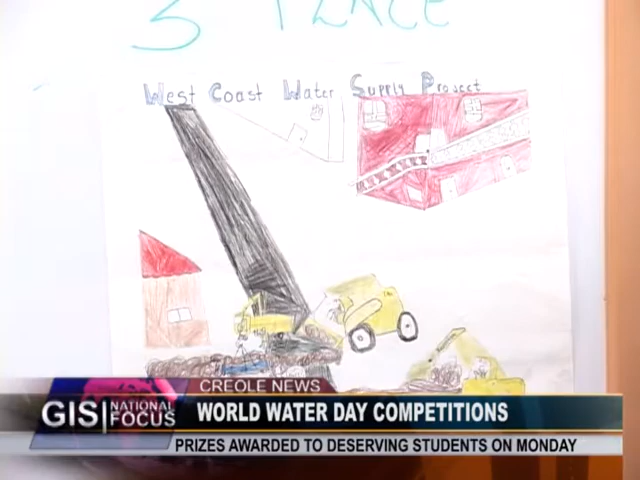 3 PLACE
West Coast Water Supply Project
CREOLE NEWS
GIS NATIONAL FOCUS
WORLD WATER DAY COMPETITIONS
PRIZES AWARDED TO DESERVING STUDENTS ON MONDAY